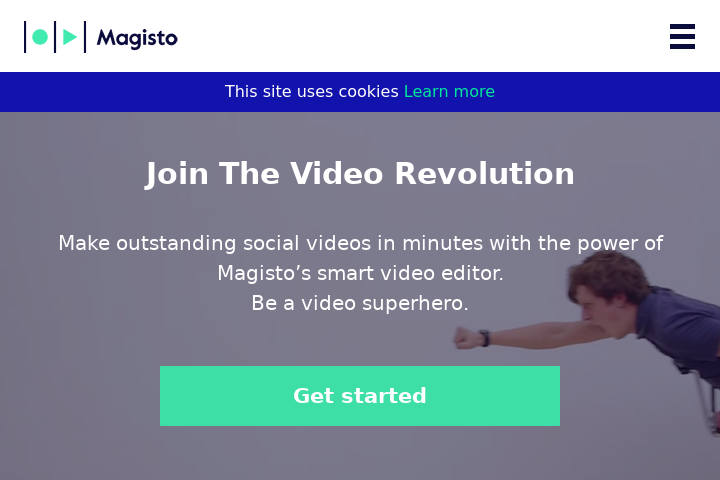 Magisto
This site uses cookies Learn more
Join The Video Revolution
Make outstanding social videos in minutes with the power of
Magisto’s smart video editor.
Be a video superhero.
Get started